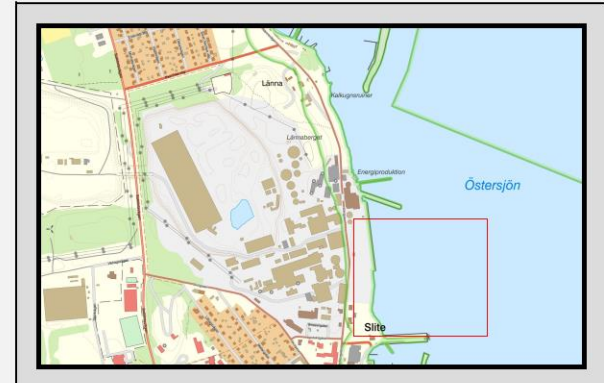 Länna
Kalkugnsruiner
Lännaberget
Energiproduktion
Östersjön
Slite